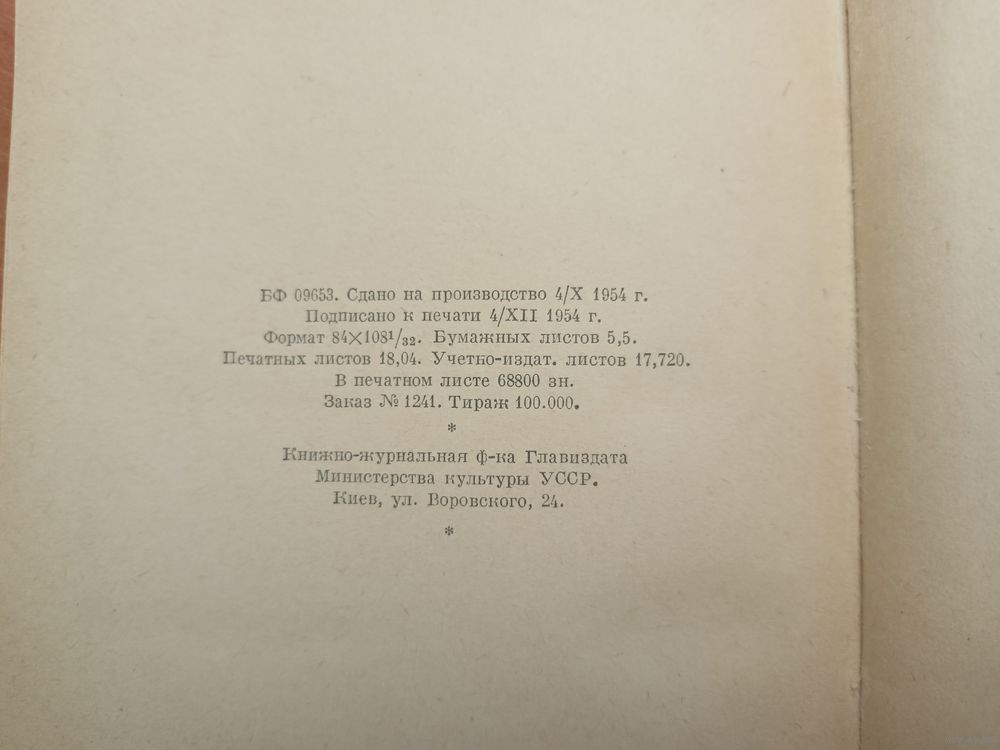 БФ 09653. Сдано на производство 4/X 1954 г.
Подписано к печати 4/XII 1954 г.
Формат 84×108¹/₃₂. Бумажных листов 5,5.
Печатных листов 18,04. Учетно-издат. листов 17,720.
В печатном листе 68800 зн.
Заказ № 1241. Тираж 100.000.
*
Книжно-журнальная ф-ка Главиздата
Министерства культуры УССР.
Киев, ул. Воровского, 24.
*